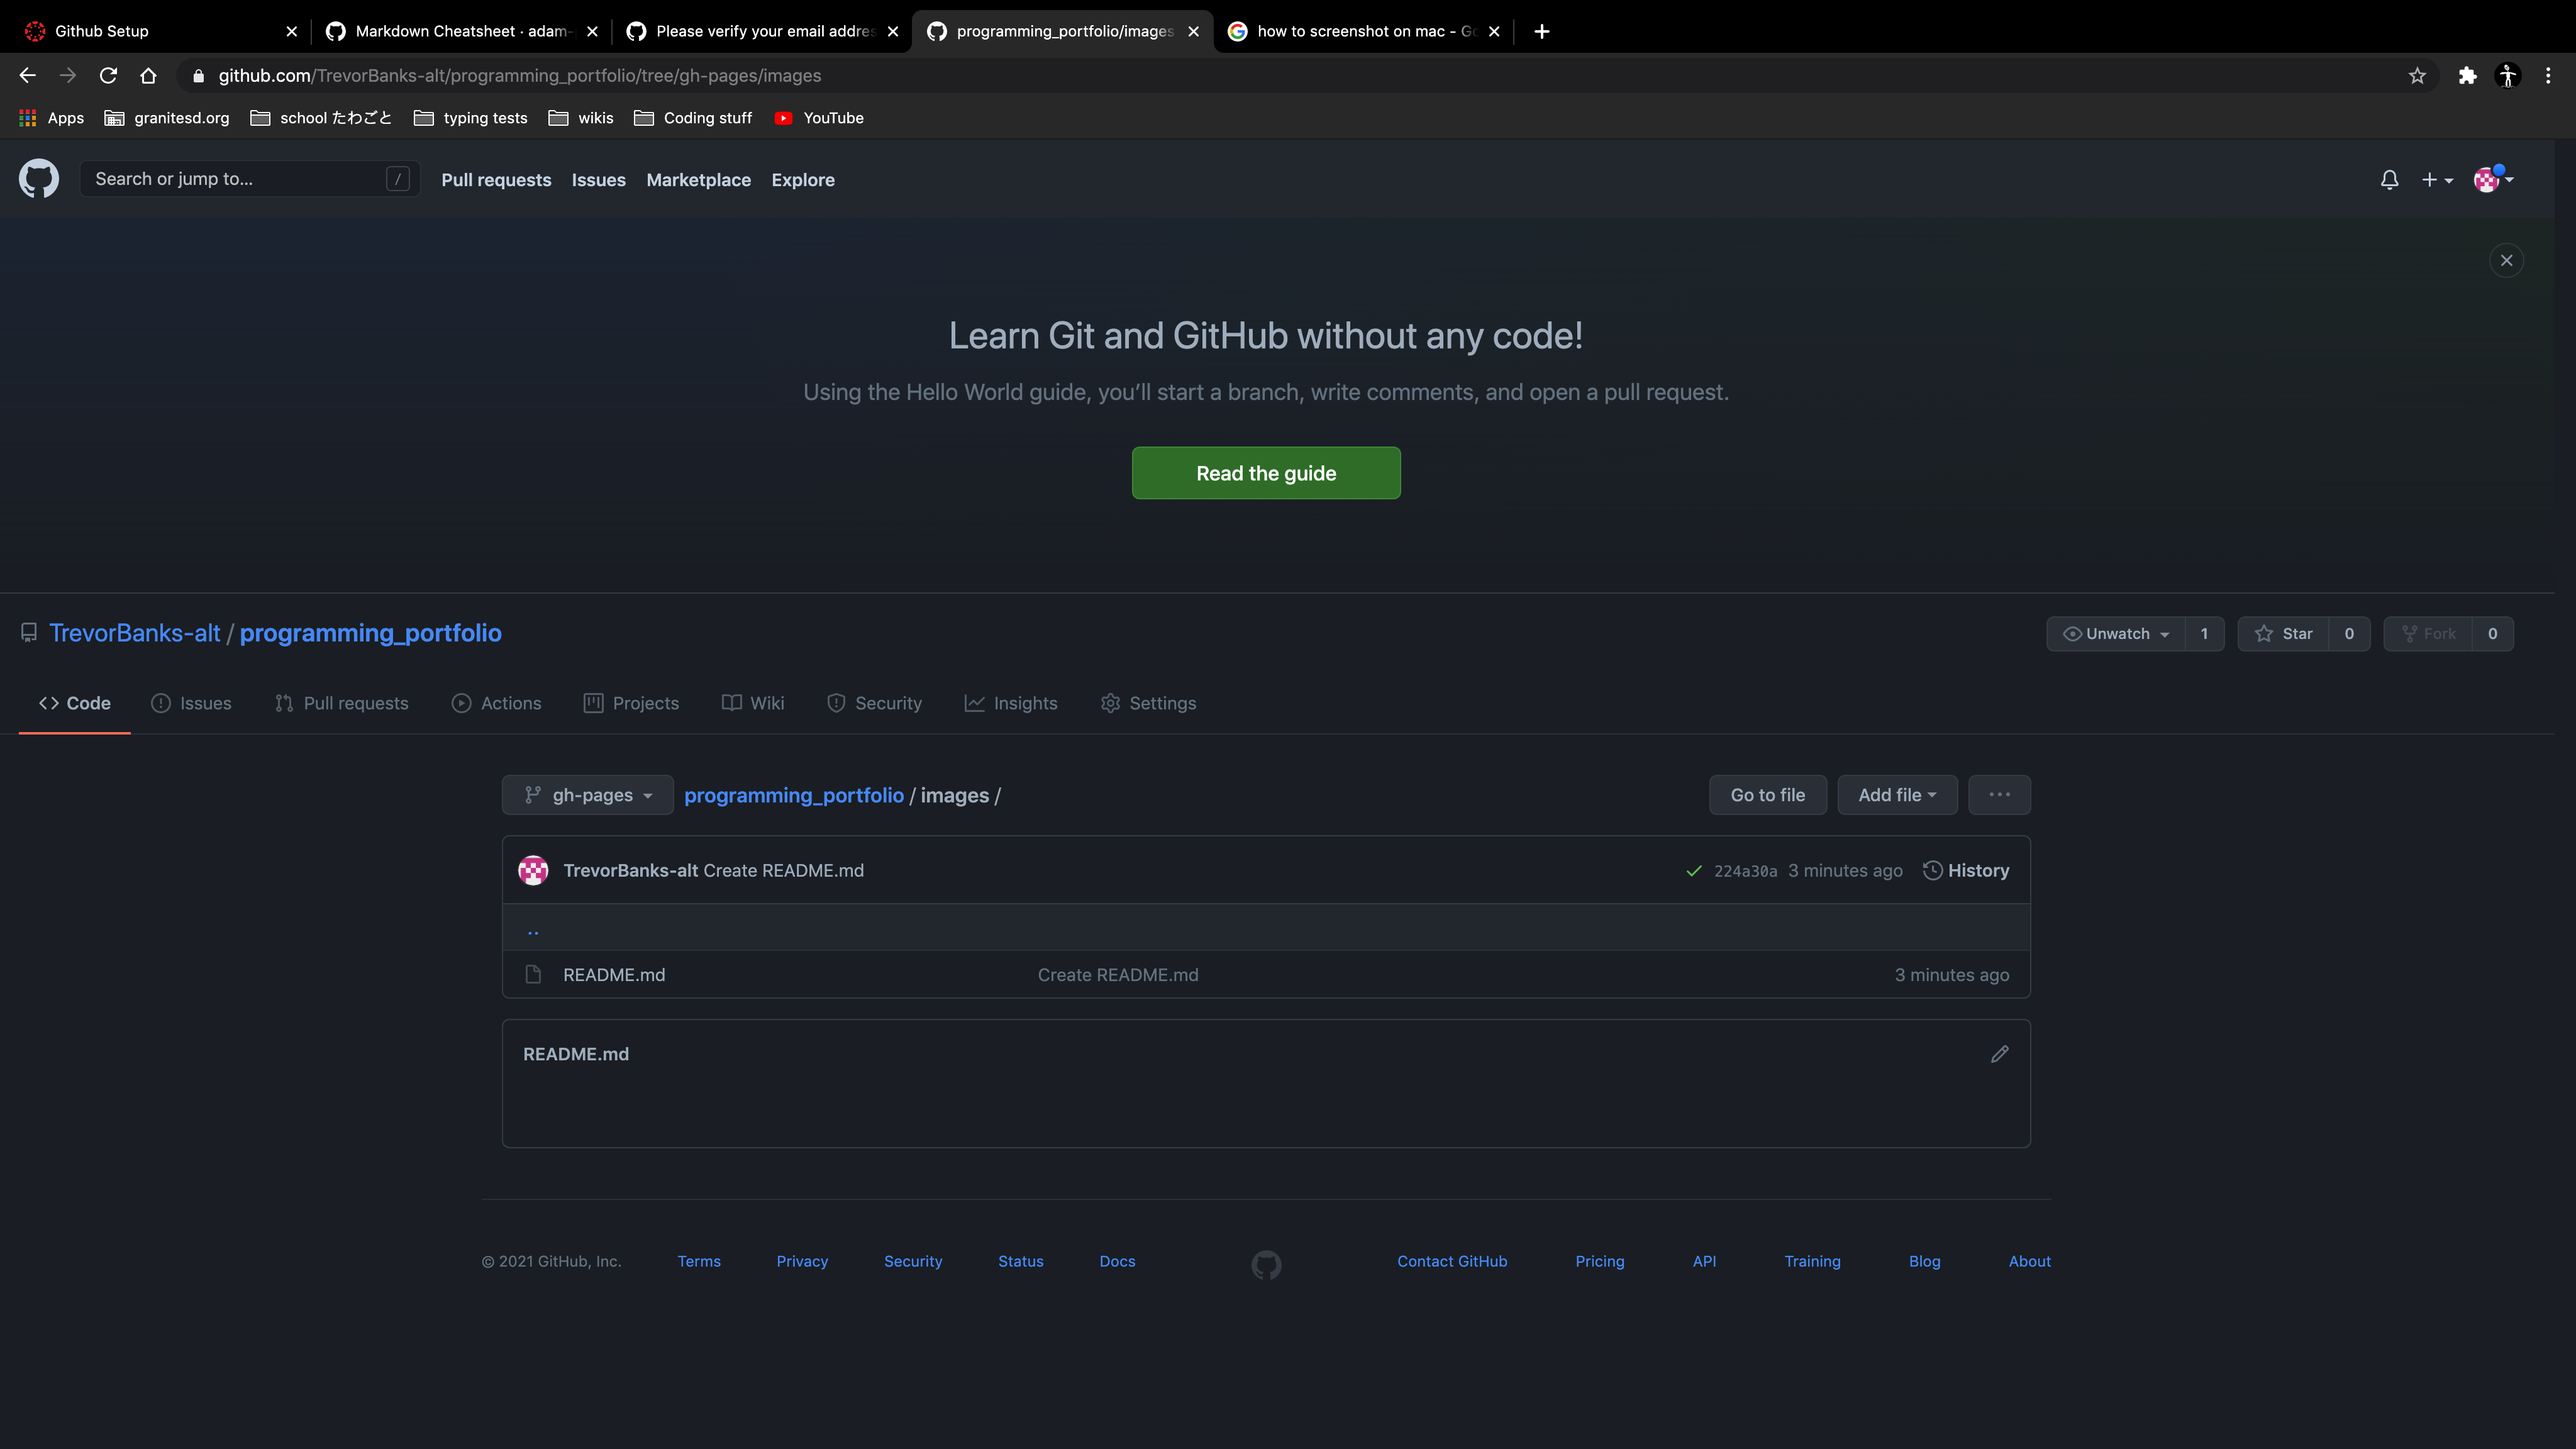 Github Setup
Markdown Cheatsheet · adam-
Please verify your email addres
programming_portfolio/images
how to screenshot on mac - Go
github.com/TrevorBanks-alt/programming_portfolio/tree/gh-pages/images
Apps
granitesd.org
school たわごと
typing tests
wikis
Coding stuff
YouTube
Search or jump to...
/
Pull requests
Issues
Marketplace
Explore
Learn Git and GitHub without any code!
Using the Hello World guide, you’ll start a branch, write comments, and open a pull request.
Read the guide
TrevorBanks-alt / programming_portfolio
Unwatch 1
Star 0
Fork 0
Code
Issues
Pull requests
Actions
Projects
Wiki
Security
Insights
Settings
gh-pages
programming_portfolio / images /
Go to file
Add file
TrevorBanks-alt Create README.md
224a30a 3 minutes ago
History
..
README.md
Create README.md
3 minutes ago
README.md
© 2021 GitHub, Inc.
Terms
Privacy
Security
Status
Docs
Contact GitHub
Pricing
API
Training
Blog
About